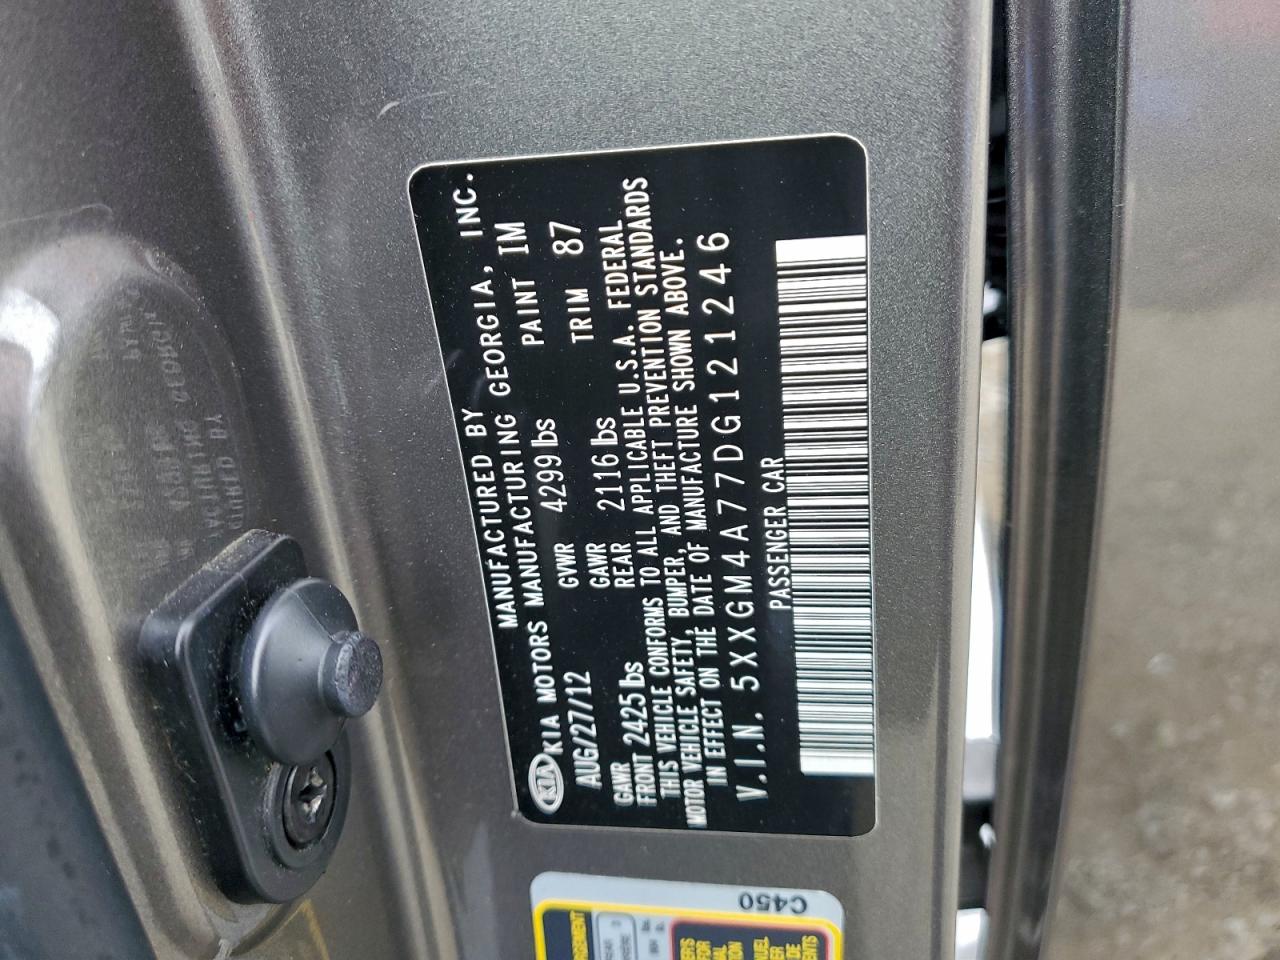 MANUFACTURED BY
KIA KIA MOTORS MANUFACTURING GEORGIA, INC.
AUG/27/12 GVWR 4299 lbs PAINT IM
GAWR FRONT 2425 lbs GAWR REAR 2116 lbs TRIM 87
THIS VEHICLE CONFORMS TO ALL APPLICABLE U.S.A. FEDERAL
MOTOR VEHICLE SAFETY, BUMPER, AND THEFT PREVENTION STANDARDS
IN EFFECT ON THE DATE OF MANUFACTURE SHOWN ABOVE.
V.I.N. 5XXGM4A77DG121246
PASSENGER CAR
C450